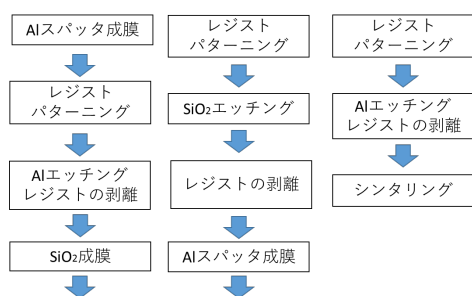 Alスパッタ成膜
レジスト
パターニング
Alエッチング
レジストの剥離
SiO₂成膜
レジスト
パターニング
SiO₂エッチング
レジストの剥離
Alスパッタ成膜
レジスト
パターニング
Alエッチング
レジストの剥離
シンタリング